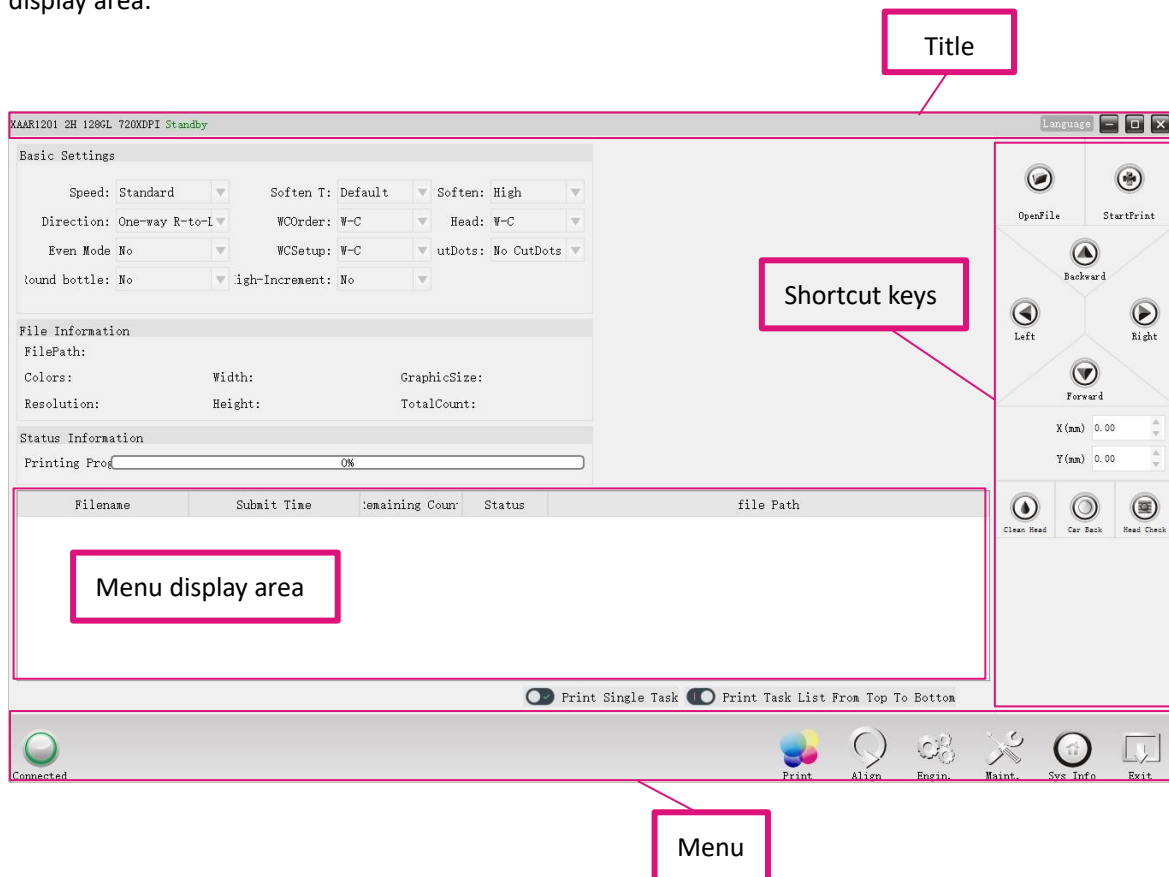 display area.
Title
XAAR1201 2H 128GL 720XDPI Standby Language
Basic Settings
Speed: Standard Soften T: Default Soften: High
Direction: One-way R-to-L WCOrder: W-C Head: W-C
Even Mode No WCSetup: W-C utDots: No CutDots
ound bottle: No igh-Increment: No
File Information
FilePath:
Colors: Width: GraphicSize:
Resolution: Height: TotalCount:
Status Information
Printing Prog 0%
OpenFile StartPrint
Backward
Shortcut keys
Left Right
Forward
X(mm) 0.00
Y(mm) 0.00
Clean Head Car Back Head Check
Filename Submit Time emaining Coun Status file Path
Menu display area
Print Single Task Print Task List From Top To Bottom
Connected Print Align Engin. Maint. Sys Info Exit
Menu